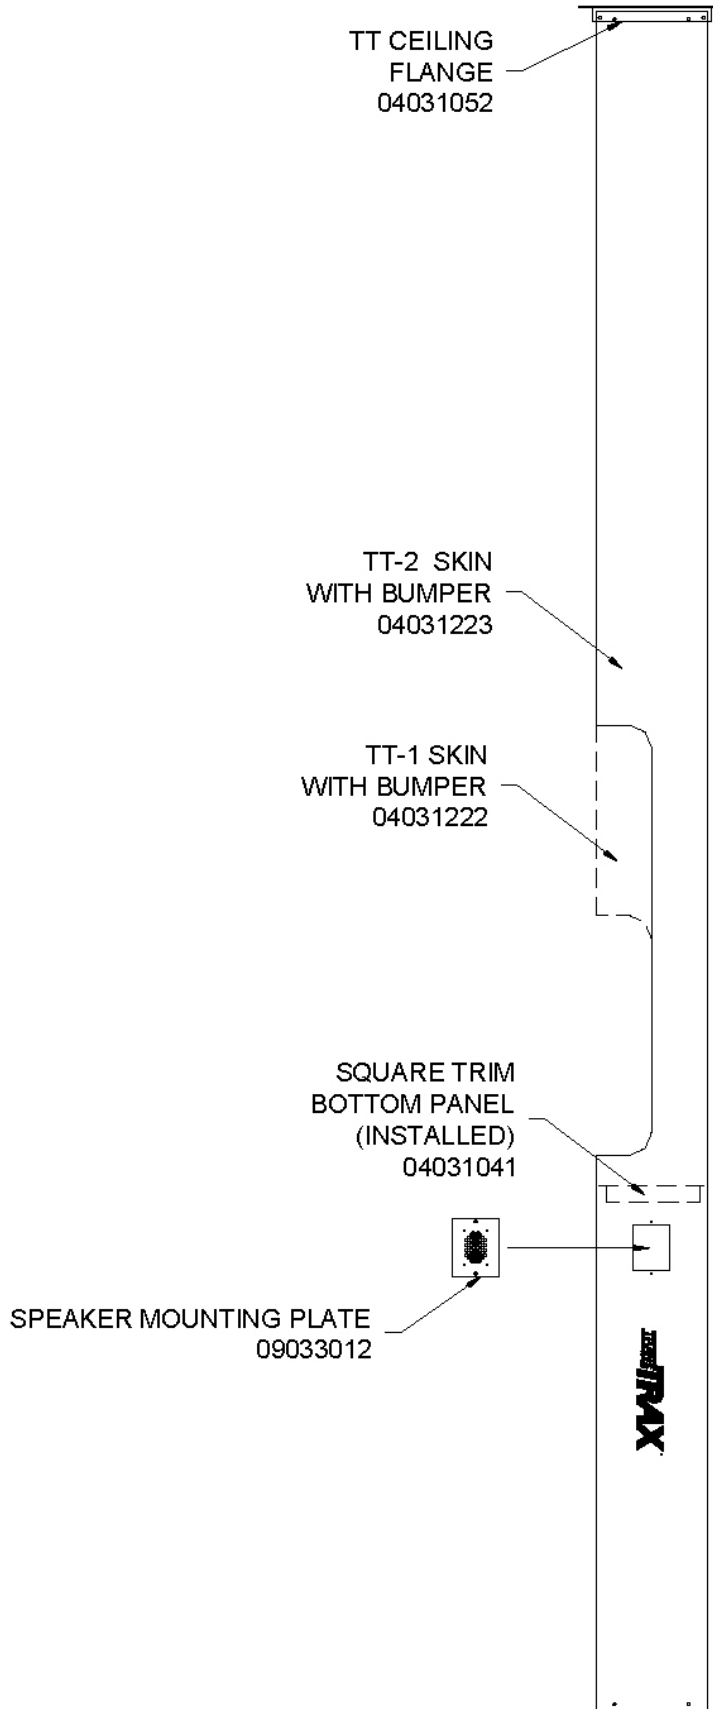 TT CEILING
FLANGE
04031052
TT-2 SKIN
WITH BUMPER
04031223
TT-1 SKIN
WITH BUMPER
04031222
SQUARE TRIM
BOTTOM PANEL
(INSTALLED)
04031041
SPEAKER MOUNTING PLATE
09033012
TRAX